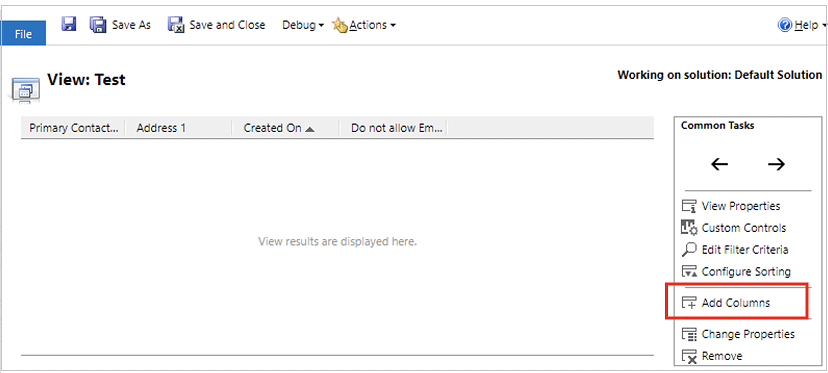 File Save As Save and Close Debug Actions Help
View: Test
Working on solution: Default Solution
Primary Contact... Address 1 Created On Do not allow Em...
View results are displayed here.
Common Tasks
View Properties
Custom Controls
Edit Filter Criteria
Configure Sorting
Add Columns
Change Properties
Remove